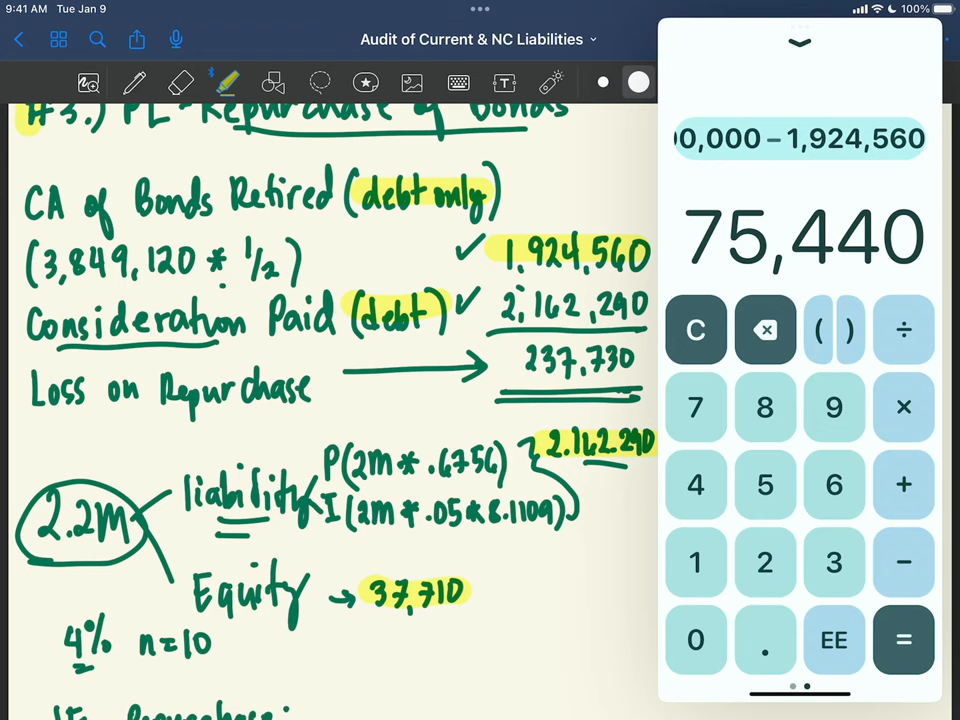 9:41 AM Tue Jan 9
100%
Audit of Current & NC Liabilities
#3.) PL - Repurchase of Bonds
CA of Bonds Retired (debt only)
(3,849,120 * 1/2) ✓ 1,924,560
Consideration Paid (debt) ✓ 2,162,290
Loss on Repurchase → 237,730
2.2m
liability
P(2m * .6756) 2.162.290
I (2m * .05 * 8.1109)
Equity → 37,710
4% n=10
If Repurchase:
00,000 − 1,924,560
75,440
C ( ) ÷
7 8 9 ×
4 5 6 +
1 2 3 −
0 . EE =